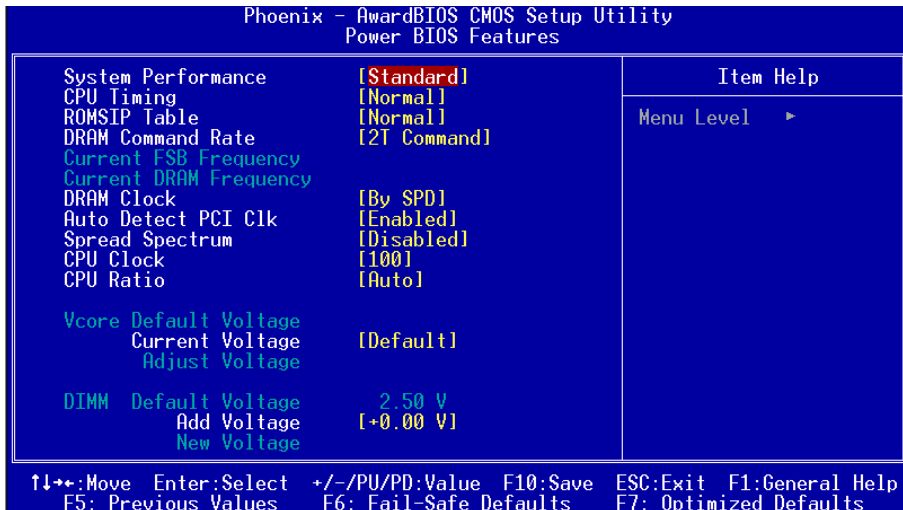 Phoenix - AwardBIOS CMOS Setup Utility
Power BIOS Features
System Performance [Standard]
CPU Timing [Normal]
ROMSIP Table [Normal]
DRAM Command Rate [2T Command]
Current FSB Frequency
Current DRAM Frequency
DRAM Clock [By SPD]
Auto Detect PCI Clk [Enabled]
Spread Spectrum [Disabled]
CPU Clock [100]
CPU Ratio [Auto]
Vcore Default Voltage
Current Voltage [Default]
Adjust Voltage
DIMM Default Voltage 2.50 V
Add Voltage [+0.00 V]
New Voltage
Item Help
Menu Level ►
↑↓→←:Move Enter:Select +/-/PU/PD:Value F10:Save ESC:Exit F1:General Help
F5: Previous Values F6: Fail-Safe Defaults F7: Optimized Defaults